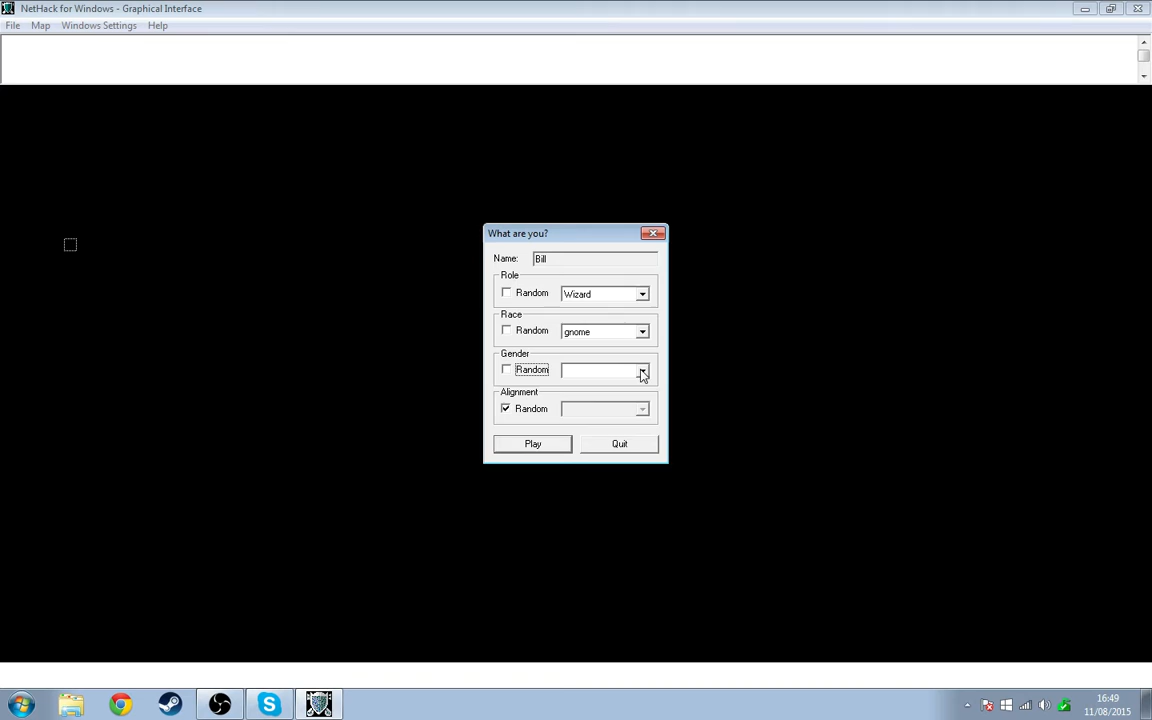 NetHack for Windows - Graphical Interface
File Map Windows Settings Help
What are you?
Name: Bill
Role
Random Wizard
Race
Random gnome
Gender
Random
Alignment
Random
Play Quit
16:49
11/08/2015